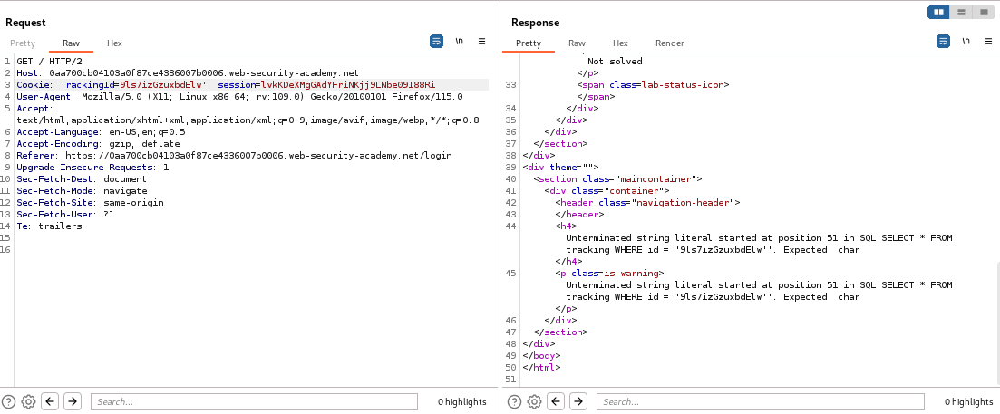 Request
Pretty Raw Hex
\n
1 GET / HTTP/2
2 Host: 0aa700cb04103a0f87ce4336007b0006.web-security-academy.net
3 Cookie: TrackingId=9ls7izGzuxbdElw'; session=lvkKDeXMgGAdYFriNKjj9LNbe09188Ri
4 User-Agent: Mozilla/5.0 (X11; Linux x86_64; rv:109.0) Gecko/20100101 Firefox/115.0
5 Accept:
text/html,application/xhtml+xml,application/xml;q=0.9,image/avif,image/webp,*/*;q=0.8
6 Accept-Language: en-US,en;q=0.5
7 Accept-Encoding: gzip, deflate
8 Referer: https://0aa700cb04103a0f87ce4336007b0006.web-security-academy.net/login
9 Upgrade-Insecure-Requests: 1
10 Sec-Fetch-Dest: document
11 Sec-Fetch-Mode: navigate
12 Sec-Fetch-Site: same-origin
13 Sec-Fetch-User: ?1
14 Te: trailers
15
16
Search...
0 highlights
Response
Pretty Raw Hex Render
\n
Not solved
</p>
33 <span class=lab-status-icon>
</span>
34 </div>
35 </div>
36 </div>
37 </section>
38 </div>
39 <div theme="">
40 <section class="maincontainer">
41 <div class="container">
42 <header class="navigation-header">
43 </header>
44 <h4>
Unterminated string literal started at position 51 in SQL SELECT * FROM
tracking WHERE id = '9ls7izGzuxbdElw''. Expected  char
</h4>
45 <p class=is-warning>
Unterminated string literal started at position 51 in SQL SELECT * FROM
tracking WHERE id = '9ls7izGzuxbdElw''. Expected  char
</p>
46 </div>
47 </section>
48 </div>
49 </body>
50 </html>
51
Search...
0 highlights